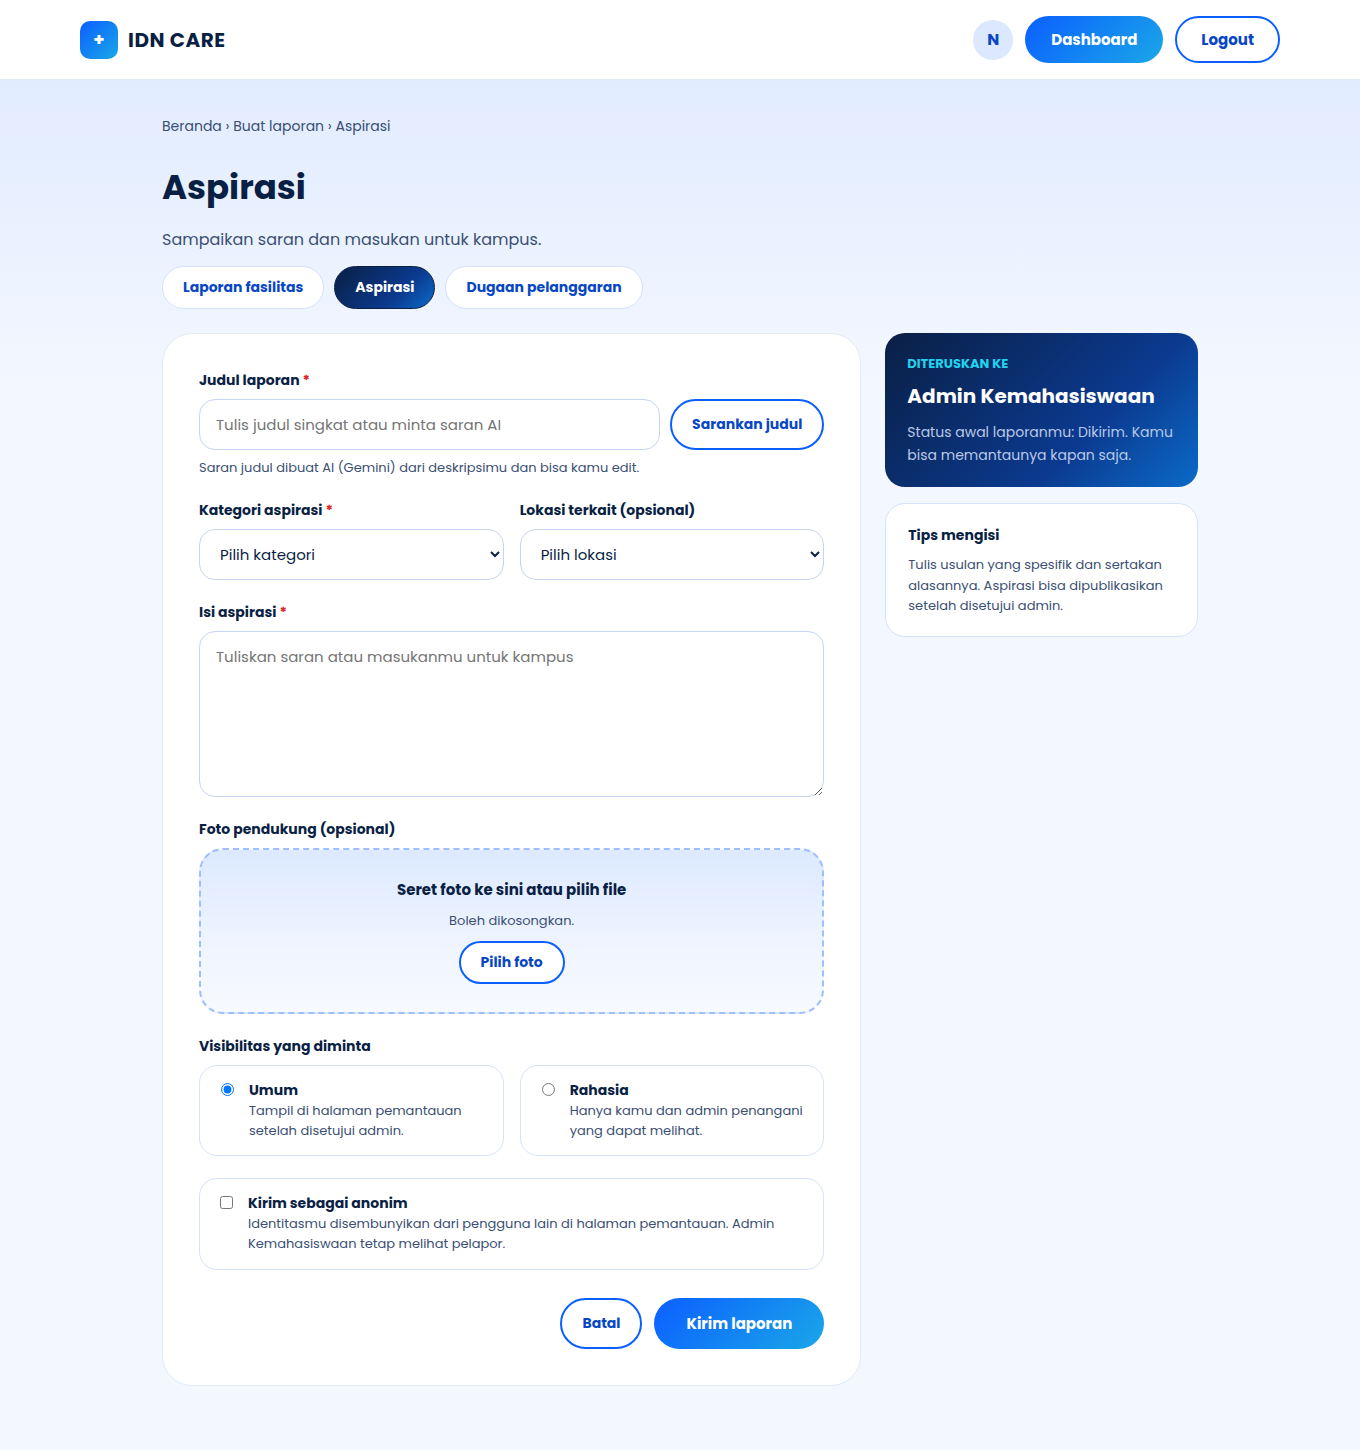 IDN CARE
N
Dashboard
Logout
Beranda › Buat laporan › Aspirasi
Aspirasi
Sampaikan saran dan masukan untuk kampus.
Laporan fasilitas
Aspirasi
Dugaan pelanggaran
Judul laporan *
Tulis judul singkat atau minta saran AI
Sarankan judul
Saran judul dibuat AI (Gemini) dari deskripsimu dan bisa kamu edit.
Kategori aspirasi *
Lokasi terkait (opsional)
Pilih kategori
Pilih lokasi
Isi aspirasi *
Tuliskan saran atau masukanmu untuk kampus
Foto pendukung (opsional)
Seret foto ke sini atau pilih file
Boleh dikosongkan.
Pilih foto
Visibilitas yang diminta
Umum
Tampil di halaman pemantauan
setelah disetujui admin.
Rahasia
Hanya kamu dan admin penangani
yang dapat melihat.
Kirim sebagai anonim
Identitasmu disembunyikan dari pengguna lain di halaman pemantauan. Admin
Kemahasiswaan tetap melihat pelapor.
Batal
Kirim laporan
DITERUSKAN KE
Admin Kemahasiswaan
Status awal laporanmu: Dikirim. Kamu
bisa memantaunya kapan saja.
Tips mengisi
Tulis usulan yang spesifik dan sertakan
alasannya. Aspirasi bisa dipublikasikan
setelah disetujui admin.